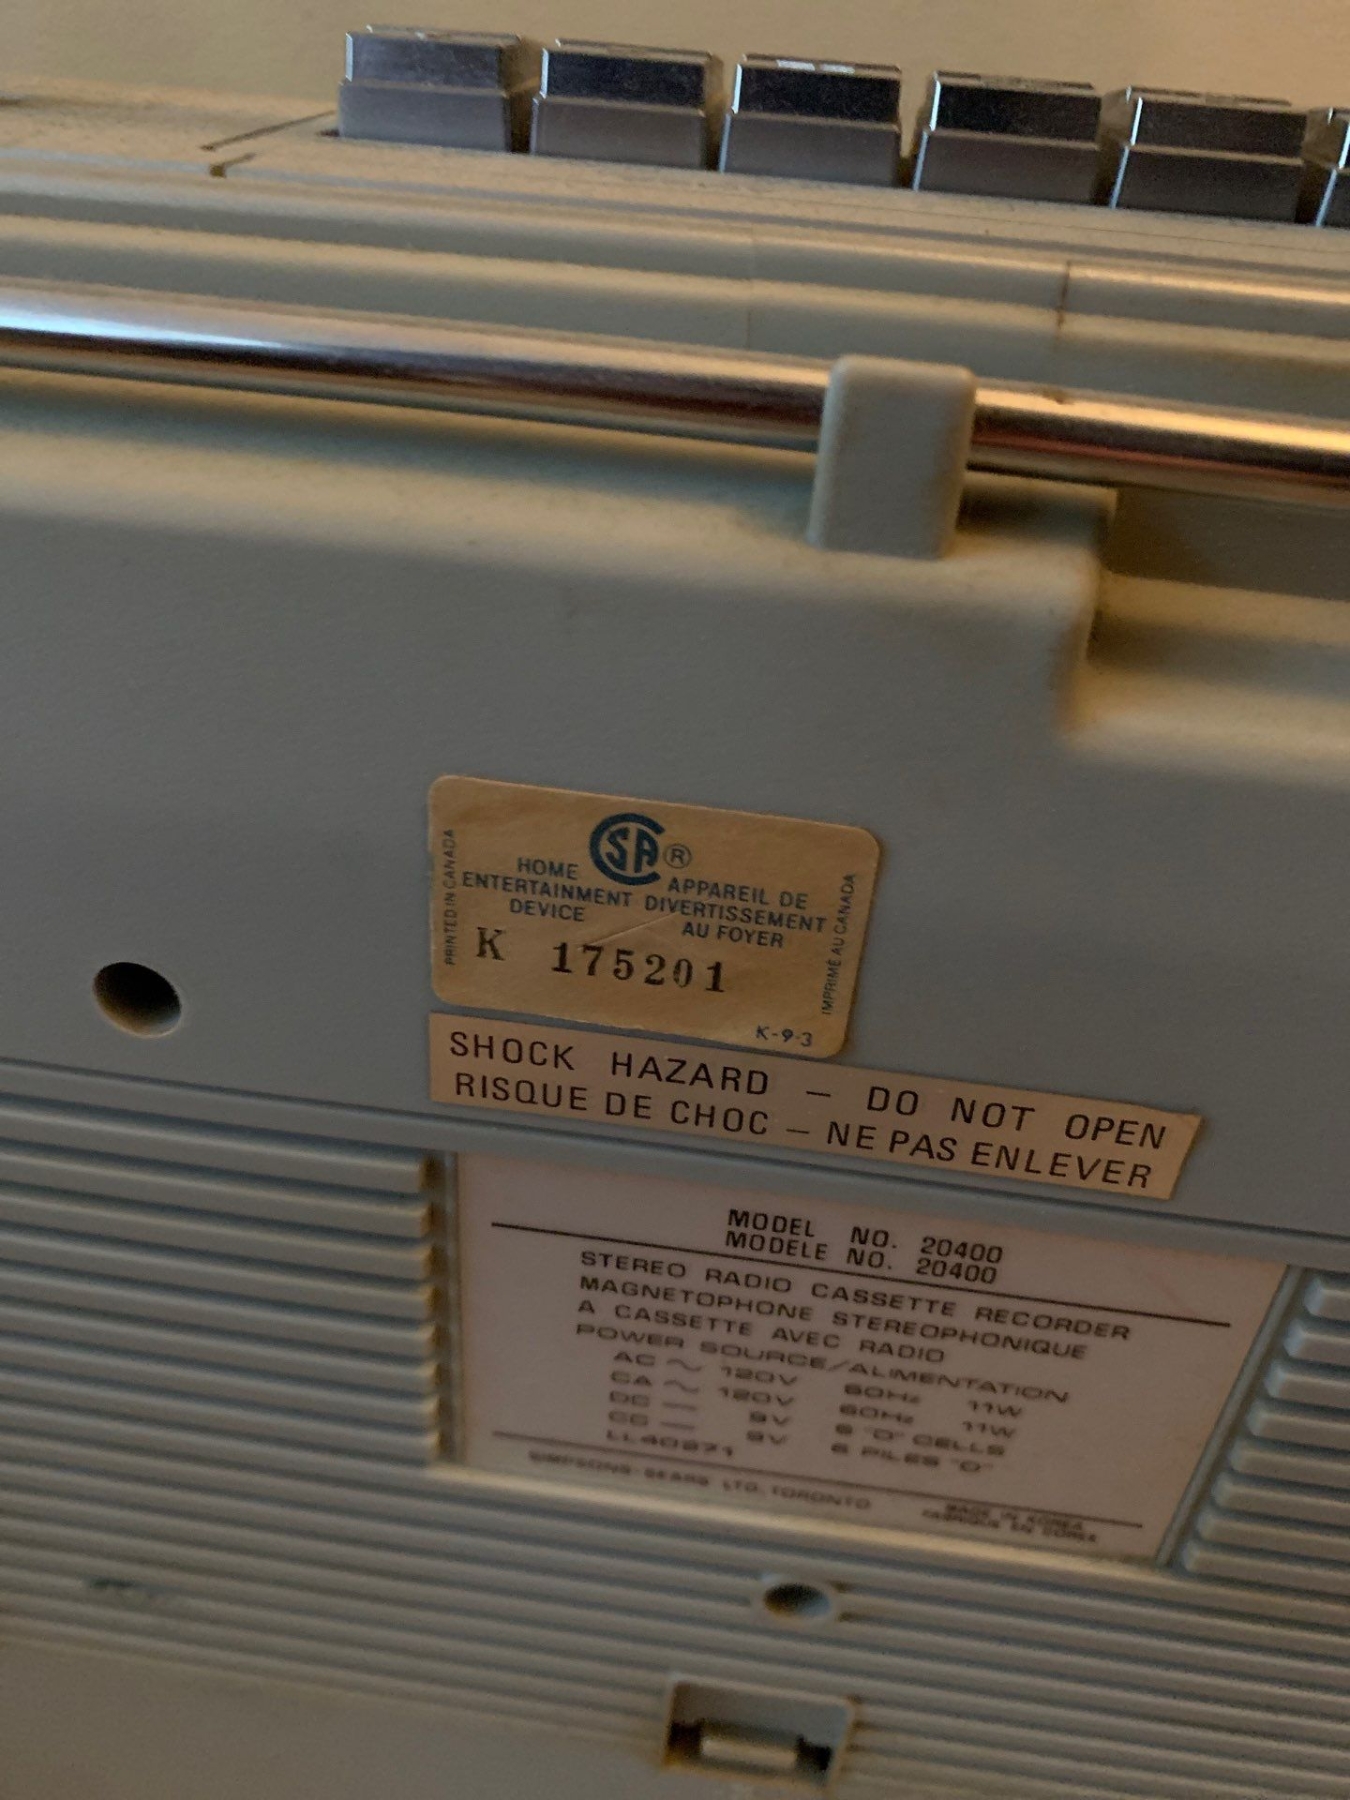 CSA ®
HOME
ENTERTAINMENT
DEVICE
APPAREIL DE
DIVERTISSEMENT
AU FOYER
PRINTED IN CANADA
IMPRIMÉ AU CANADA
K 175201
K-9-3
SHOCK HAZARD — DO NOT OPEN
RISQUE DE CHOC — NE PAS ENLEVER
MODEL NO. 20400
MODELE NO. 20400
STEREO RADIO CASSETTE RECORDER
MAGNETOPHONE STEREOPHONIQUE
A CASSETTE AVEC RADIO
POWER SOURCE/ALIMENTATION
AC ~ 120V 60Hz 11W
CA ~ 120V 60Hz 11W
DC — 9V 6 "D" CELLS
CC — 9V 6 PILES "D"
LL40271
SIMPSONS-SEARS LTD. TORONTO
MADE IN KOREA
FABRIQUE EN COREE